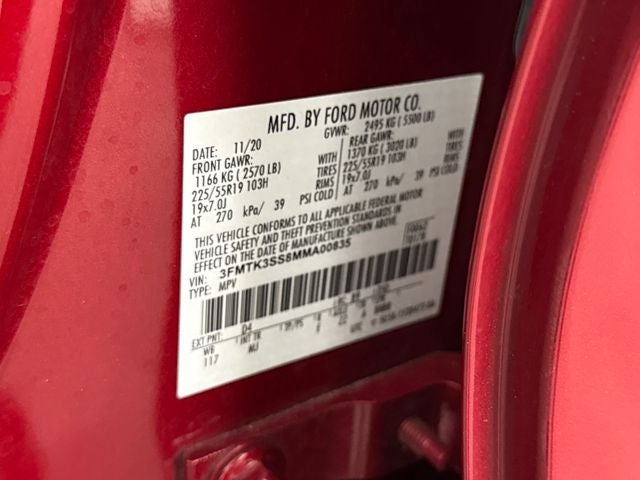 MFD. BY FORD MOTOR CO.
DATE: 11/20 GVWR: 2495 KG ( 5500 LB)
FRONT GAWR: REAR GAWR:
1166 KG ( 2570 LB) WITH 1370 KG ( 3020 LB) WITH
225/55R19 103H TIRES 225/55R19 103H TIRES
19x7.0J RIMS 19x7.0J RIMS
AT 270 kPa/ 39 PSI COLD AT 270 kPa/ 39 PSI COLD
THIS VEHICLE CONFORMS TO ALL APPLICABLE FEDERAL MOTOR
VEHICLE SAFETY AND THEFT PREVENTION STANDARDS IN
EFFECT ON THE DATE OF MANUFACTURE SHOWN ABOVE.
VIN: 3FMTK3SS8MMA00835
TYPE: MPV
EXT PNT: D4
WB INT TR
117